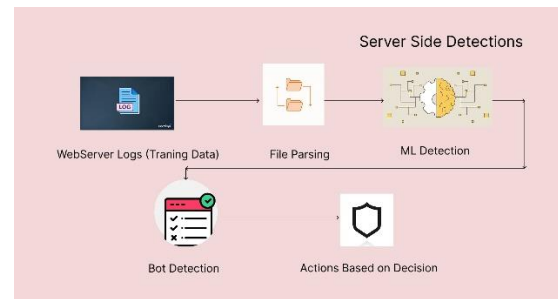 Server Side Detections
LOG
WebServer Logs (Traning Data)
File Parsing
ML Detection
Bot Detection
Actions Based on Decision